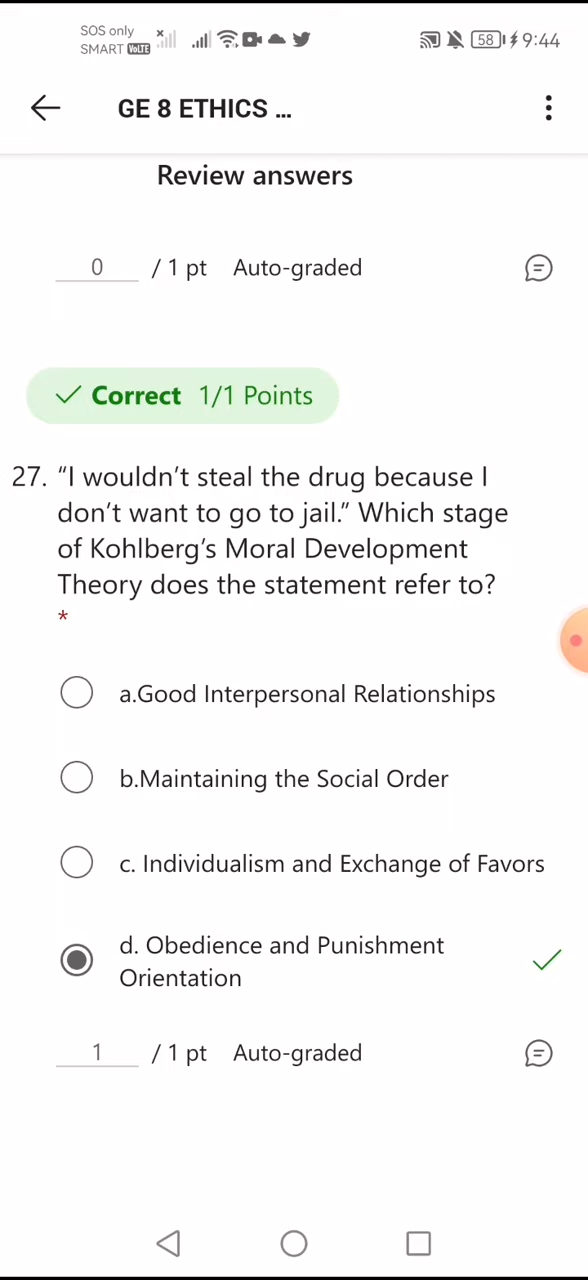 SOS only
SMART VoLTE
58 9:44
GE 8 ETHICS ...
Review answers
0 / 1 pt Auto-graded
Correct 1/1 Points
27. “I wouldn’t steal the drug because I
don’t want to go to jail.” Which stage
of Kohlberg’s Moral Development
Theory does the statement refer to?
*
a.Good Interpersonal Relationships
b.Maintaining the Social Order
c. Individualism and Exchange of Favors
d. Obedience and Punishment
Orientation
1 / 1 pt Auto-graded